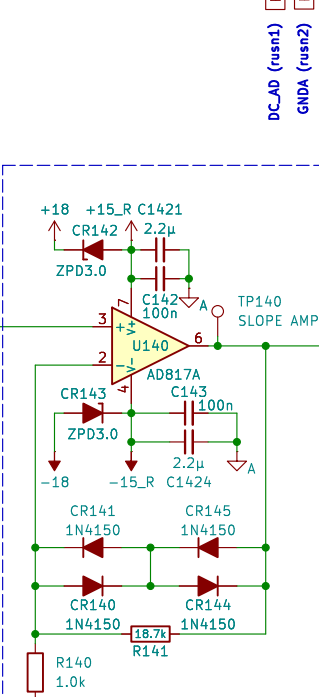 DC_AD (rusn1)
GNDA (rusn2)
+18
+15_R
C1421
CR142
2.2µ
ZPD3.0
C142
100n
A
TP140
SLOPE AMP
7
V+
3
+
U140
6
2
-
V-
4
AD817A
CR143
C143
100n
ZPD3.0
2.2µ
A
-18
-15_R
C1424
CR141
CR145
1N4150
1N4150
CR140
CR144
1N4150
1N4150
18.7k
R141
R140
1.0k